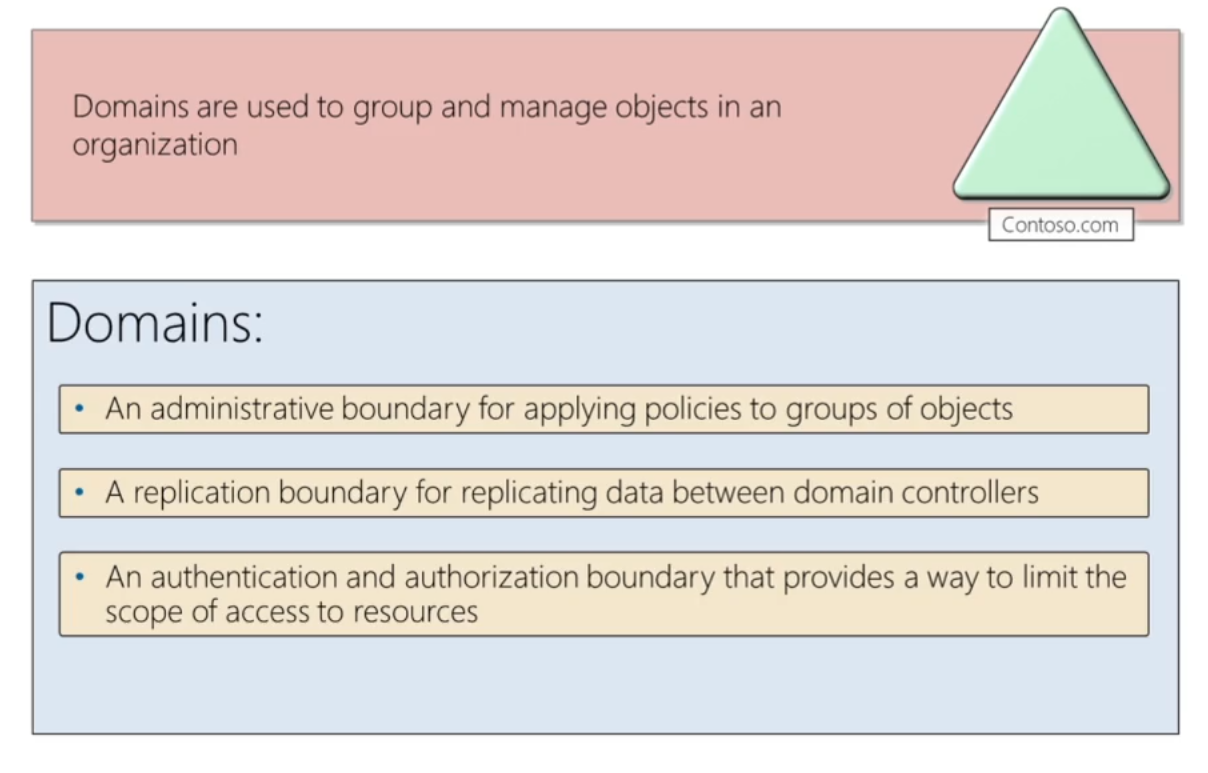 Domains are used to group and manage objects in an
organization
Contoso.com
Domains:
• An administrative boundary for applying policies to groups of objects
• A replication boundary for replicating data between domain controllers
• An authentication and authorization boundary that provides a way to limit the
scope of access to resources